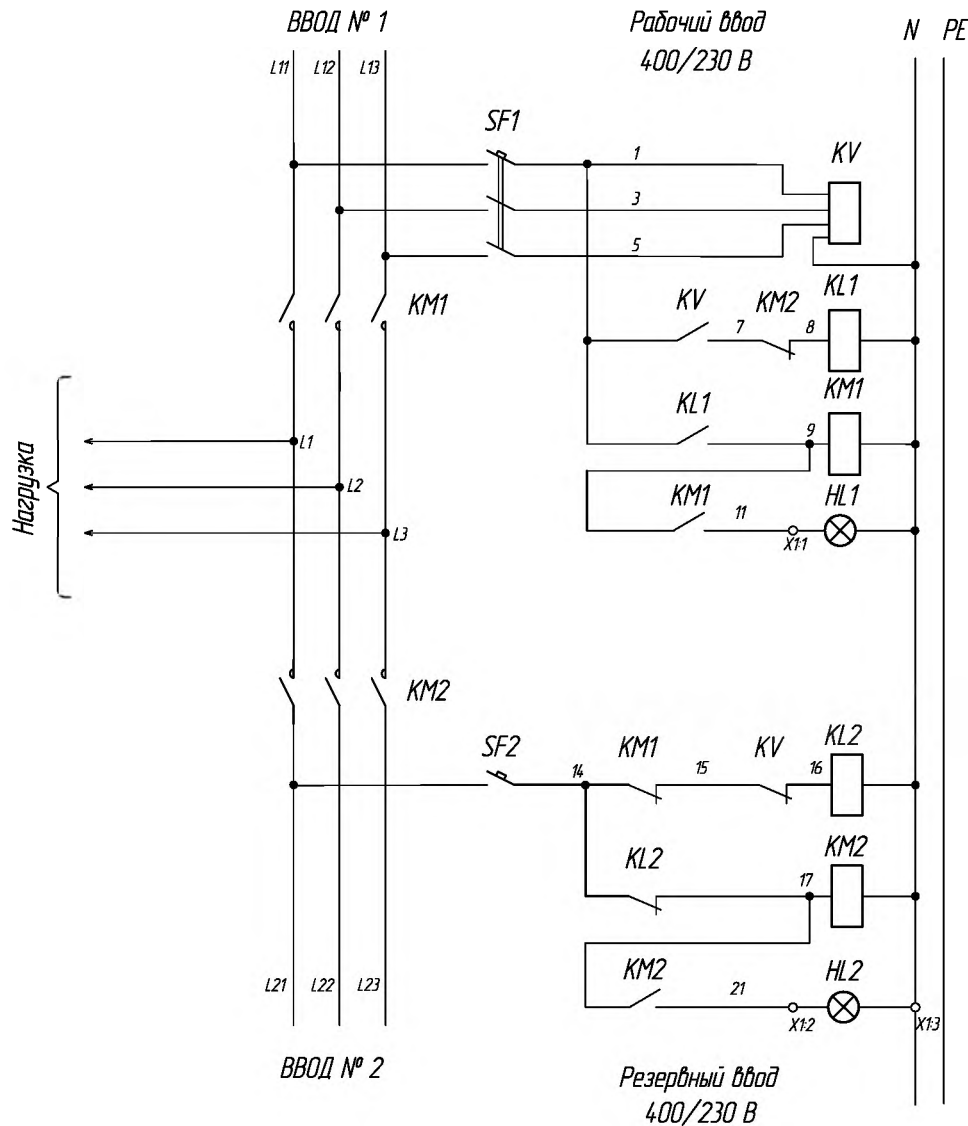 ВВОД № 1
Рабочий ввод
400/230 В
N
PE
L11
L12
L13
SF1
1
KV
3
5
KM1
KL1
KV
7
KM2
8
KM1
KL1
9
HL1
L1
L2
L3
Нагрузка
KM1
11
X1:1
KM2
SF2
14
KM1
15
KV
16
KL2
KM2
KL2
17
KM2
21
HL2
X1:2
X1:3
L21
L22
L23
ВВОД № 2
Резервный ввод
400/230 В